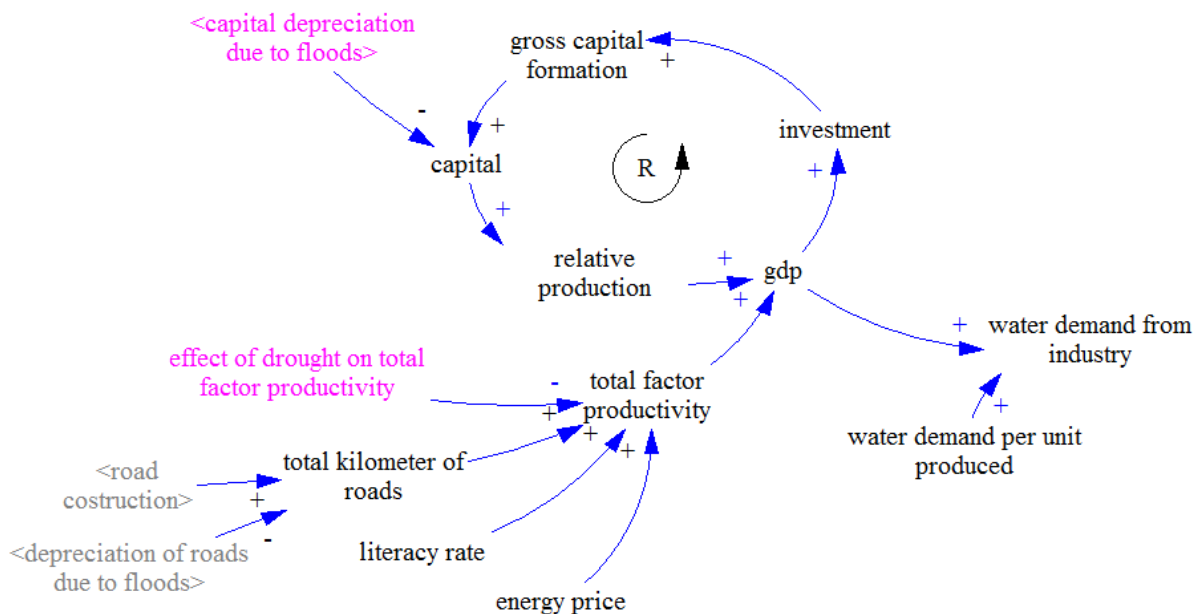 <capital depreciation
due to floods>
gross capital
formation
+
-
+
investment
capital
R
+
+
relative
production
+
gdp
+
+
water demand from
industry
effect of drought on total
factor productivity
-
total factor
productivity
+
+
+
+
water demand per unit
produced
total kilometer of
roads
<road
costruction>
+
-
<depreciation of roads
due to floods>
literacy rate
energy price